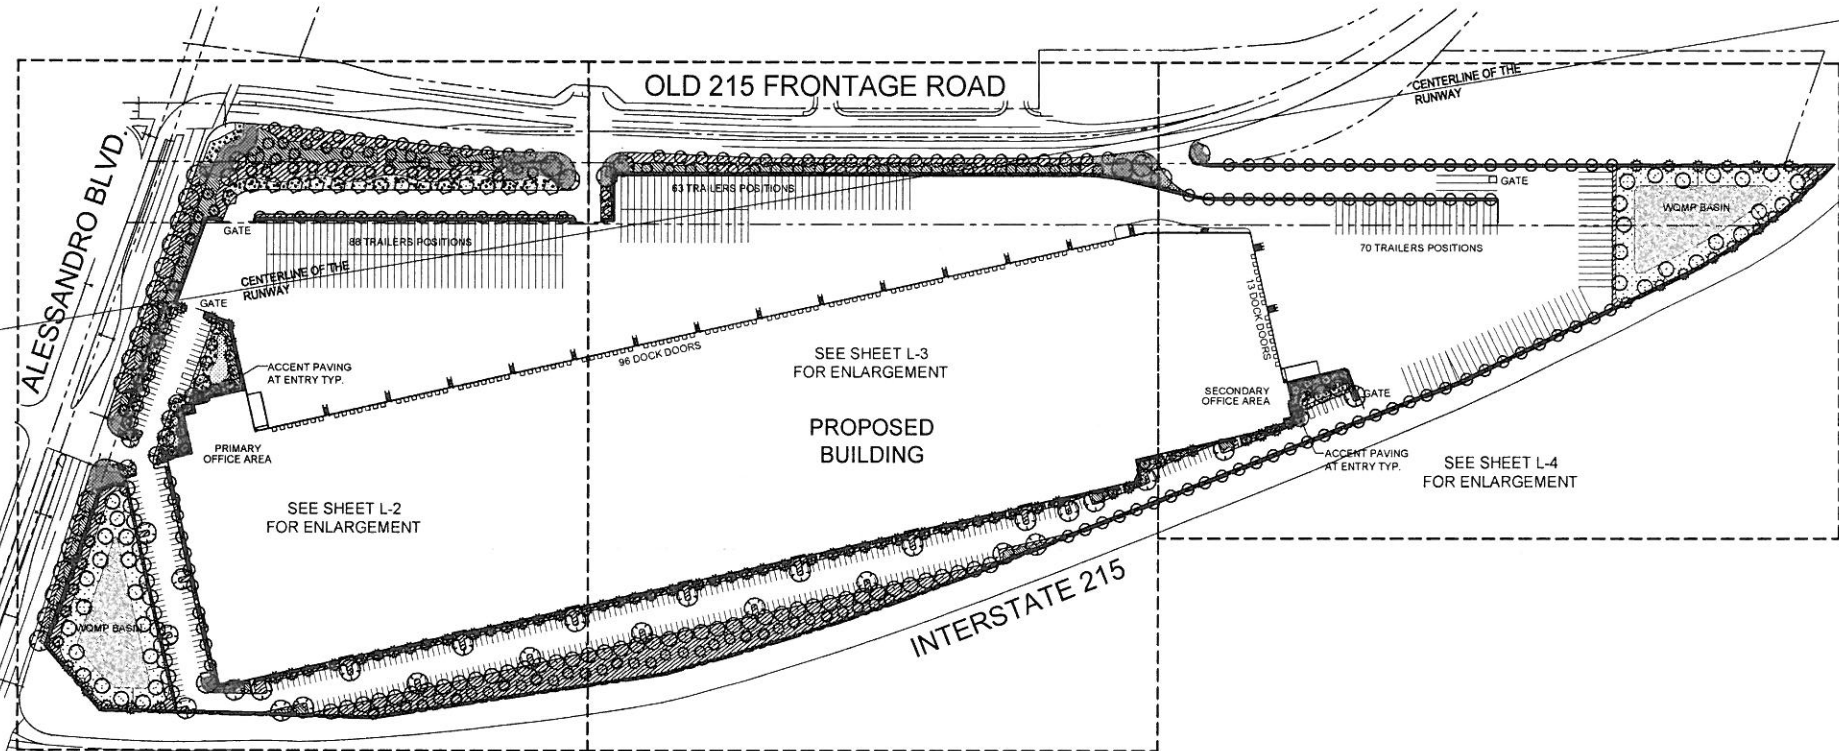 OLD 215 FRONTAGE ROAD
CENTERLINE OF THE
RUNWAY
ALESSANDRO BLVD.
63 TRAILERS POSITIONS
GATE
WQMP BASIN
GATE
88 TRAILERS POSITIONS
70 TRAILERS POSITIONS
CENTERLINE OF THE
RUNWAY
GATE
13 DOCK DOORS
96 DOCK DOORS
SEE SHEET L-3
FOR ENLARGEMENT
ACCENT PAVING
AT ENTRY TYP.
SECONDARY
OFFICE AREA
GATE
PROPOSED
BUILDING
PRIMARY
OFFICE AREA
ACCENT PAVING
AT ENTRY TYP.
SEE SHEET L-4
FOR ENLARGEMENT
SEE SHEET L-2
FOR ENLARGEMENT
WQMP BASIN
INTERSTATE 215